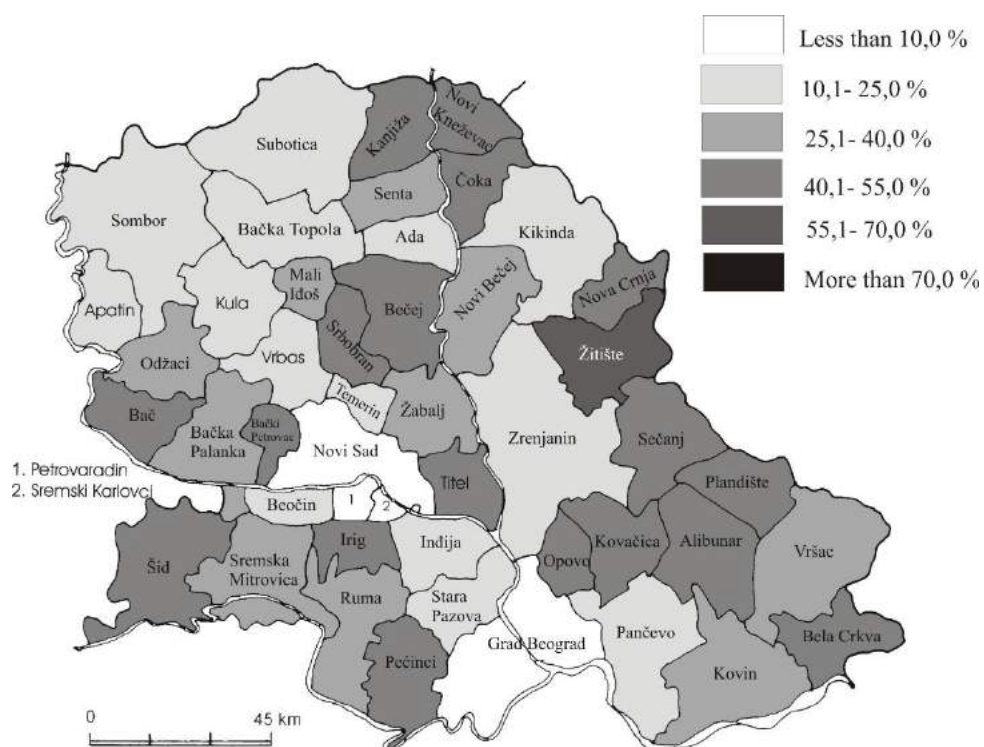 Less than 10,0 %
10,1- 25,0 %
25,1- 40,0 %
40,1- 55,0 %
55,1- 70,0 %
More than 70,0 %
Subotica
Kanjiža
Novi
Kneževac
Senta
Čoka
Sombor
Bačka Topola
Ada
Kikinda
Mali
Iđoš
Bečej
Novi Bečej
Nova Crnja
Apatin
Kula
Srbobran
Žitište
Odžaci
Vrbas
Temerin
Žabalj
Bač
Bačka
Palanka
Bački
Petrovac
Novi Sad
Zrenjanin
Sečanj
Titel
Plandište
1. Petrovaradin
2. Sremski Karlovci
Beočin
1
2
Šid
Sremska
Mitrovica
Irig
Inđija
Opovo
Kovačica
Alibunar
Vršac
Ruma
Stara
Pazova
Pećinci
Grad Beograd
Pančevo
Bela Crkva
Kovin
0
45 km